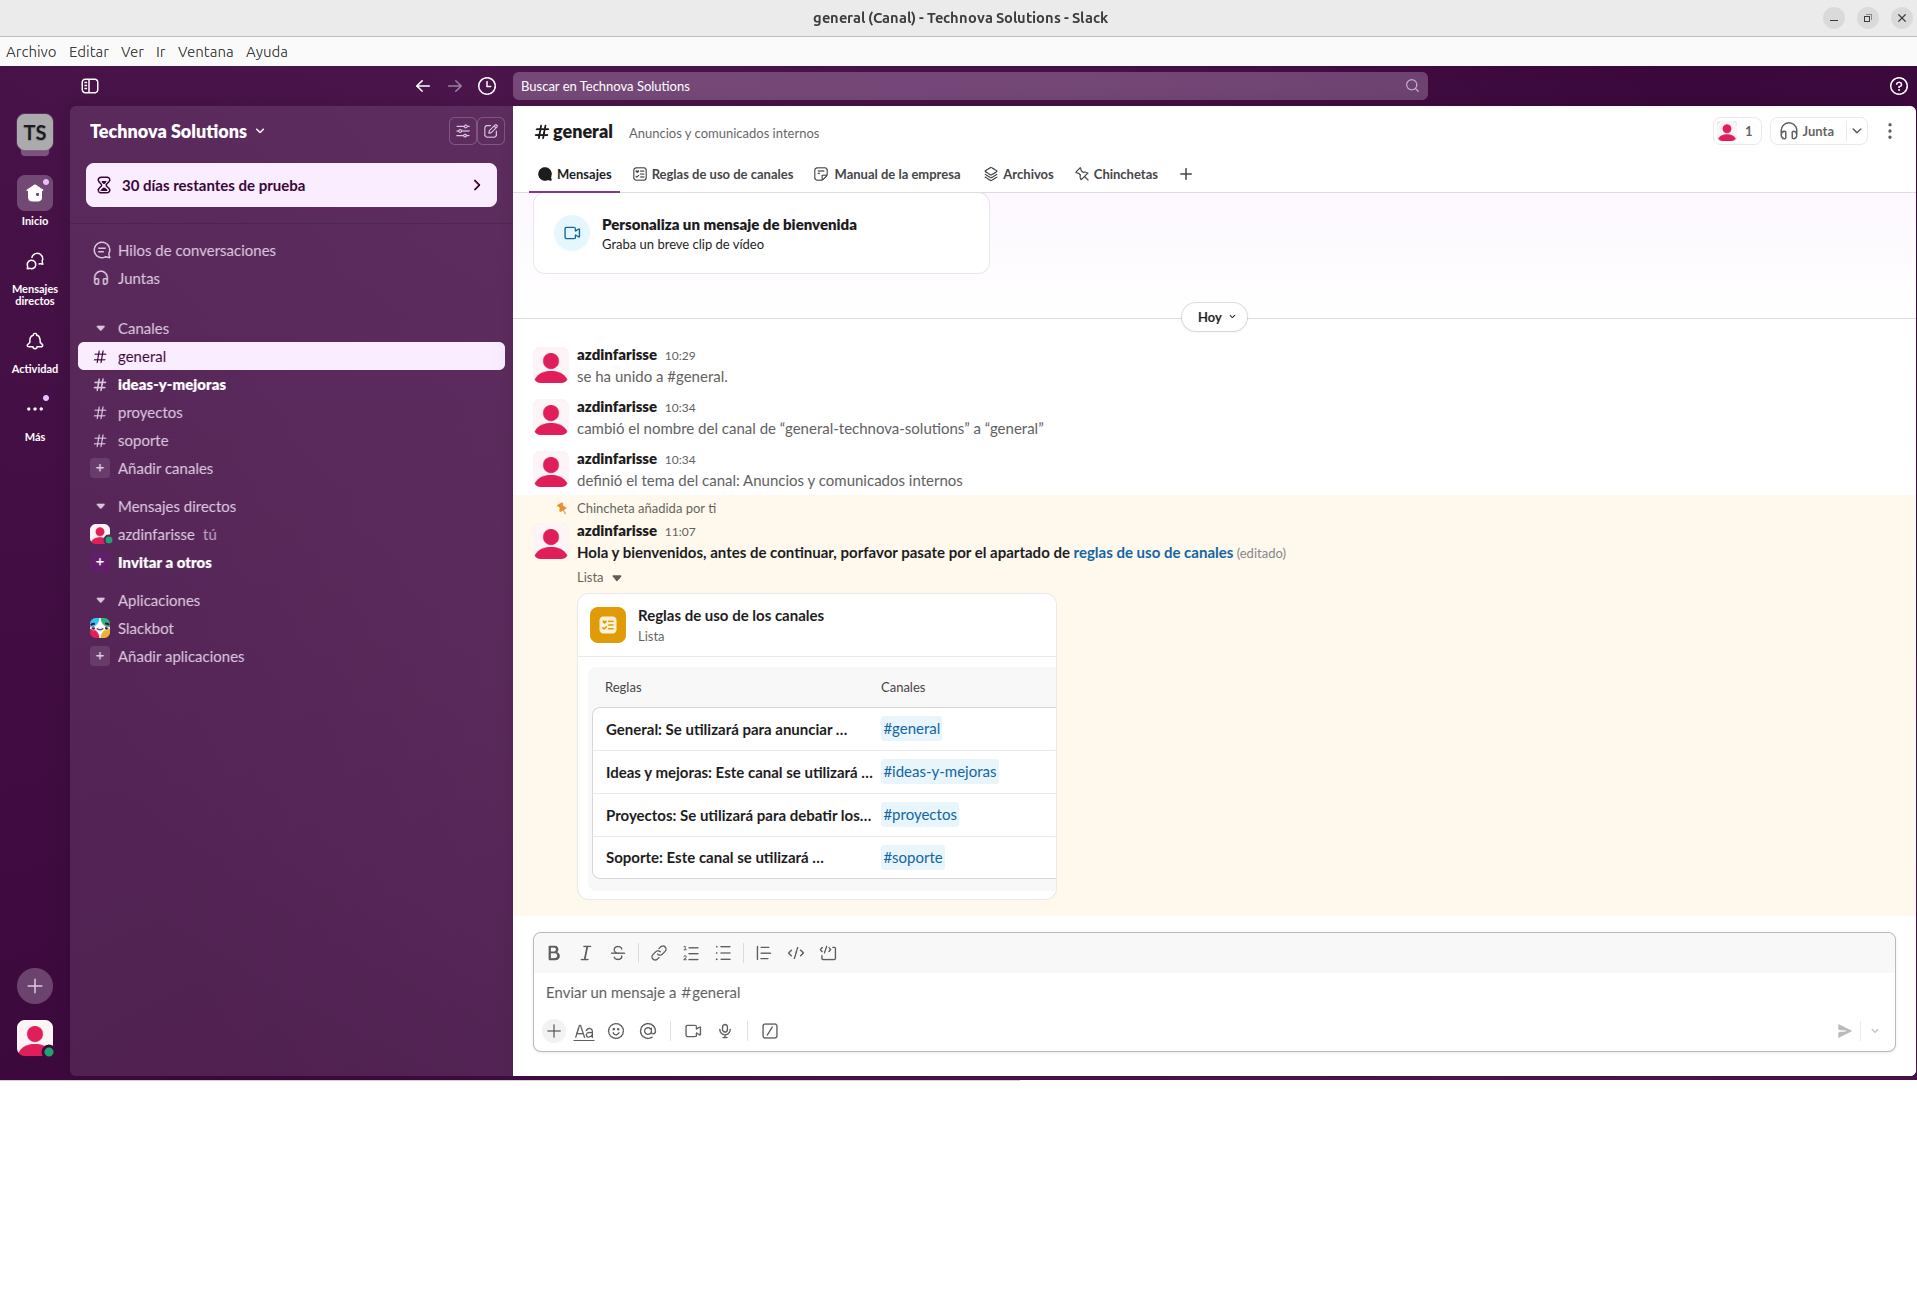 general (Canal) - Technova Solutions - Slack
Archivo Editar Ver Ir Ventana Ayuda
Buscar en Technova Solutions
TS
Inicio
Mensajes
directos
Actividad
Más
Technova Solutions
30 días restantes de prueba
Hilos de conversaciones
Juntas
Canales
# general
# ideas-y-mejoras
# proyectos
# soporte
+ Añadir canales
Mensajes directos
azdinfarisse tú
+ Invitar a otros
Aplicaciones
Slackbot
+ Añadir aplicaciones
# general Anuncios y comunicados internos
1 Junta
Mensajes Reglas de uso de canales Manual de la empresa Archivos Chinchetas +
Personaliza un mensaje de bienvenida
Graba un breve clip de vídeo
Hoy
azdinfarisse 10:29
se ha unido a #general.
azdinfarisse 10:34
cambió el nombre del canal de “general-technova-solutions” a “general”
azdinfarisse 10:34
definió el tema del canal: Anuncios y comunicados internos
Chincheta añadida por ti
azdinfarisse 11:07
Hola y bienvenidos, antes de continuar, porfavor pasate por el apartado de reglas de uso de canales (editado)
Lista
Reglas de uso de los canales
Lista
Reglas Canales
General: Se utilizará para anunciar ... #general
Ideas y mejoras: Este canal se utilizará ... #ideas-y-mejoras
Proyectos: Se utilizará para debatir los... #proyectos
Soporte: Este canal se utilizará ... #soporte
B I S
Enviar un mensaje a #general
+ Aa @